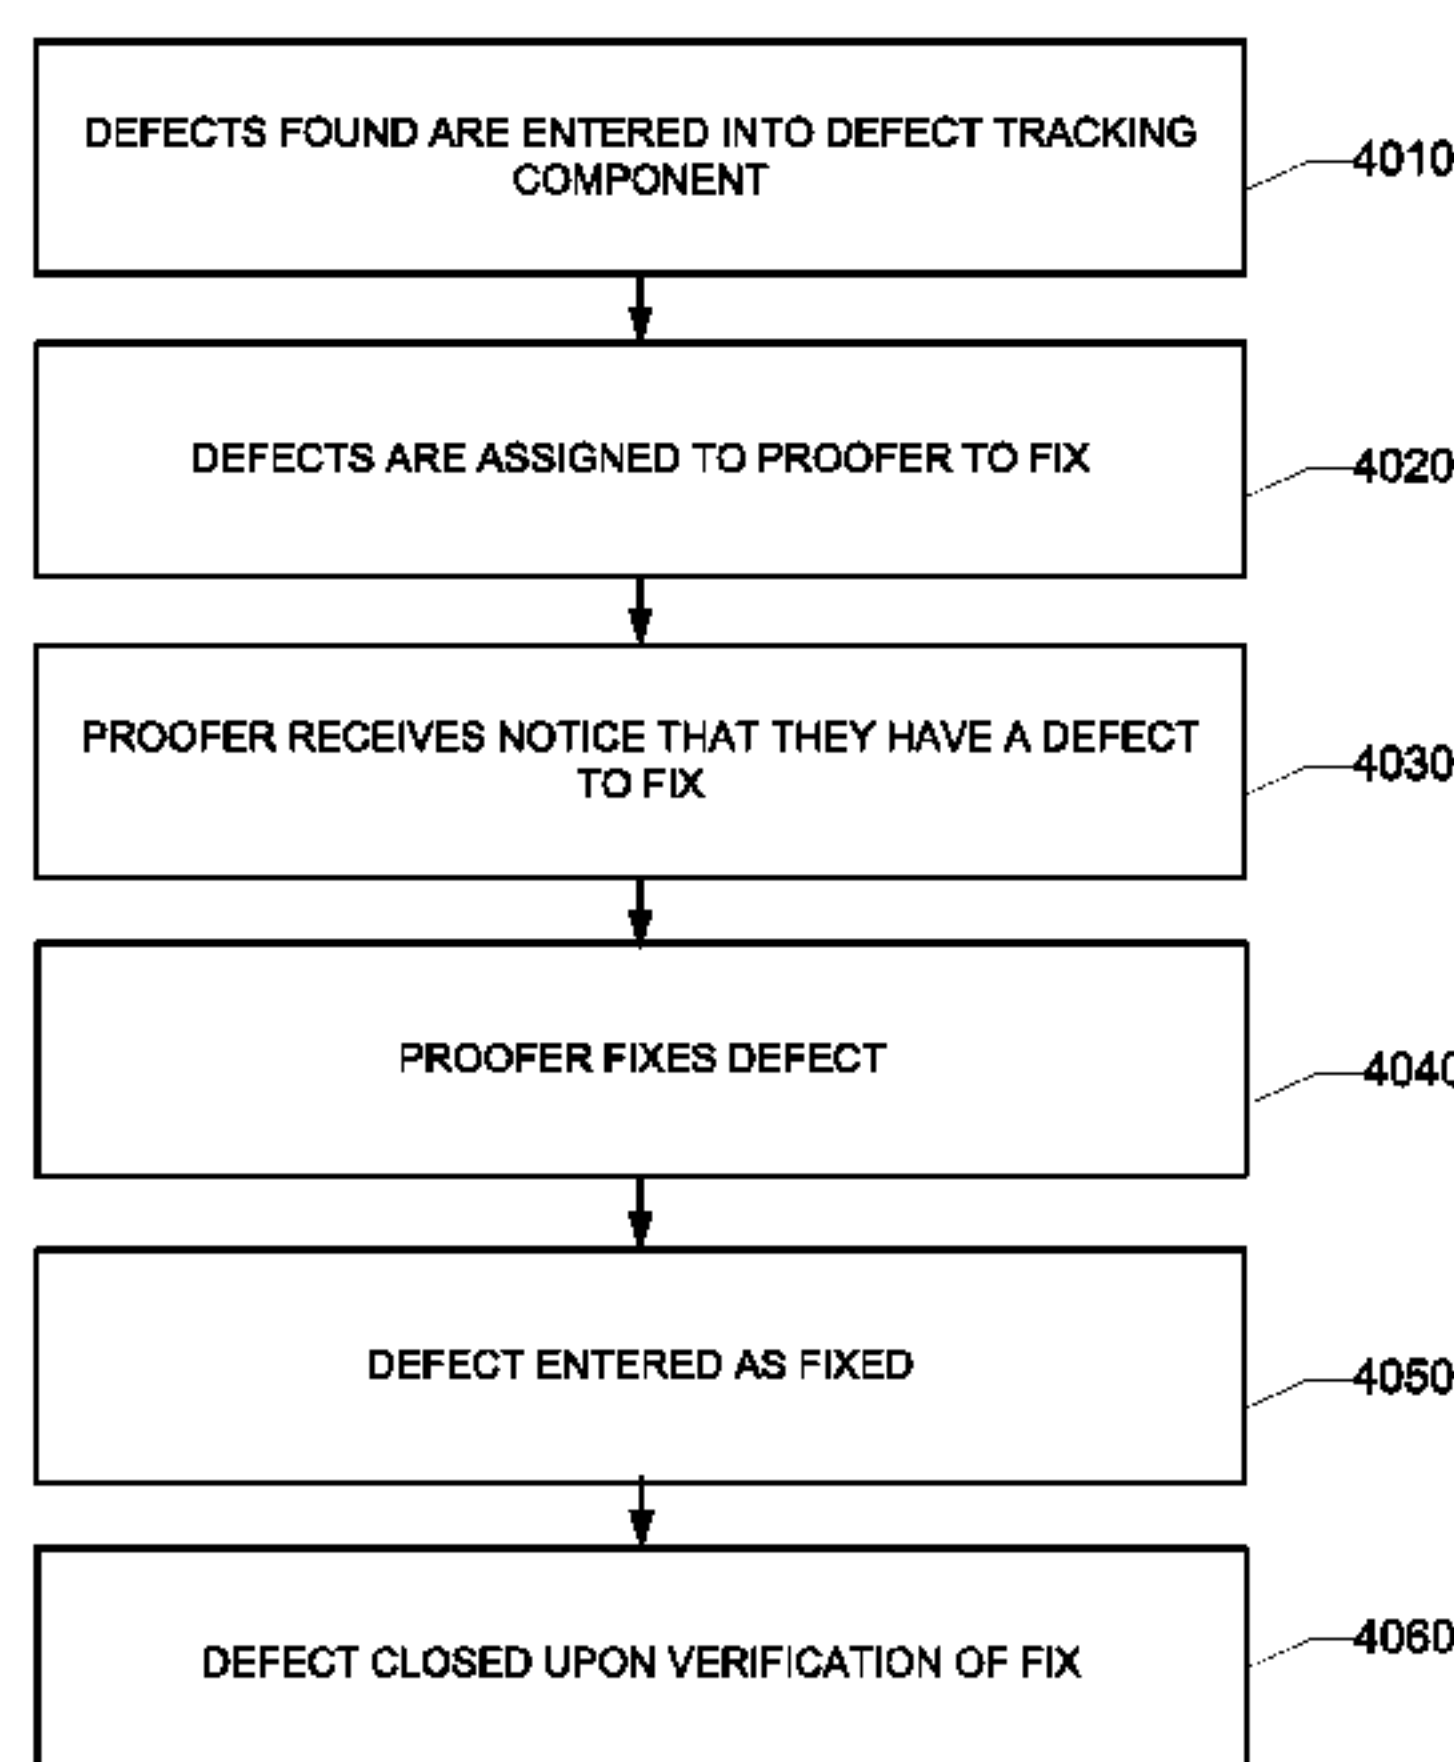 DEFECTS FOUND ARE ENTERED INTO DEFECT TRACKING
COMPONENT
4010
DEFECTS ARE ASSIGNED TO PROOFER TO FIX
4020
PROOFER RECEIVES NOTICE THAT THEY HAVE A DEFECT
TO FIX
4030
PROOFER FIXES DEFECT
4040
DEFECT ENTERED AS FIXED
4050
DEFECT CLOSED UPON VERIFICATION OF FIX
4060